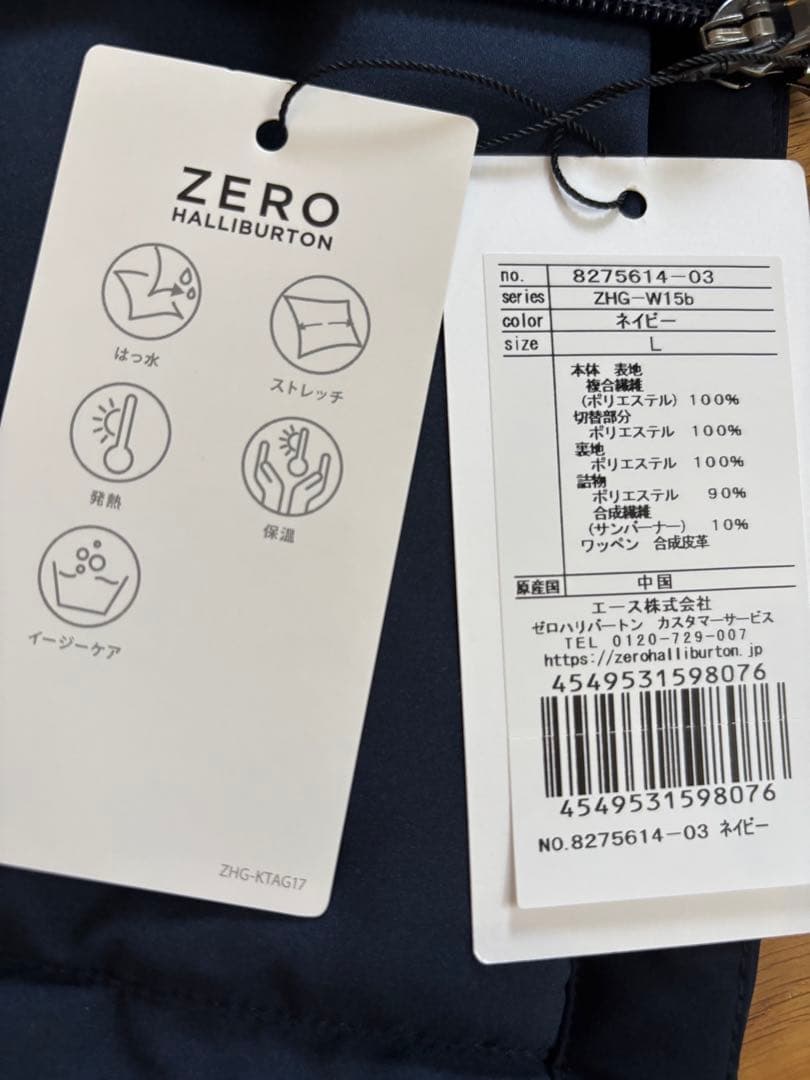 ZERO
HALLIBURTON
はっ水
ストレッチ
発熱
保温
イージーケア
ZHG-KTAG17
no. 8275614-03
series ZHG-W15b
color ネイビー
size L
本体 表地
複合繊維
(ポリエステル) 100%
切替部分
ポリエステル 100%
裏地
ポリエステル 100%
詰物
ポリエステル 90%
合成繊維
(サンバーナー) 10%
ワッペン 合成皮革
原産国 中国
エース株式会社
ゼロハリバートン カスタマーサービス
TEL 0120-729-007
https://zerohalliburton.jp
4549531598076
4549531598076
NO.8275614-03 ネイビー